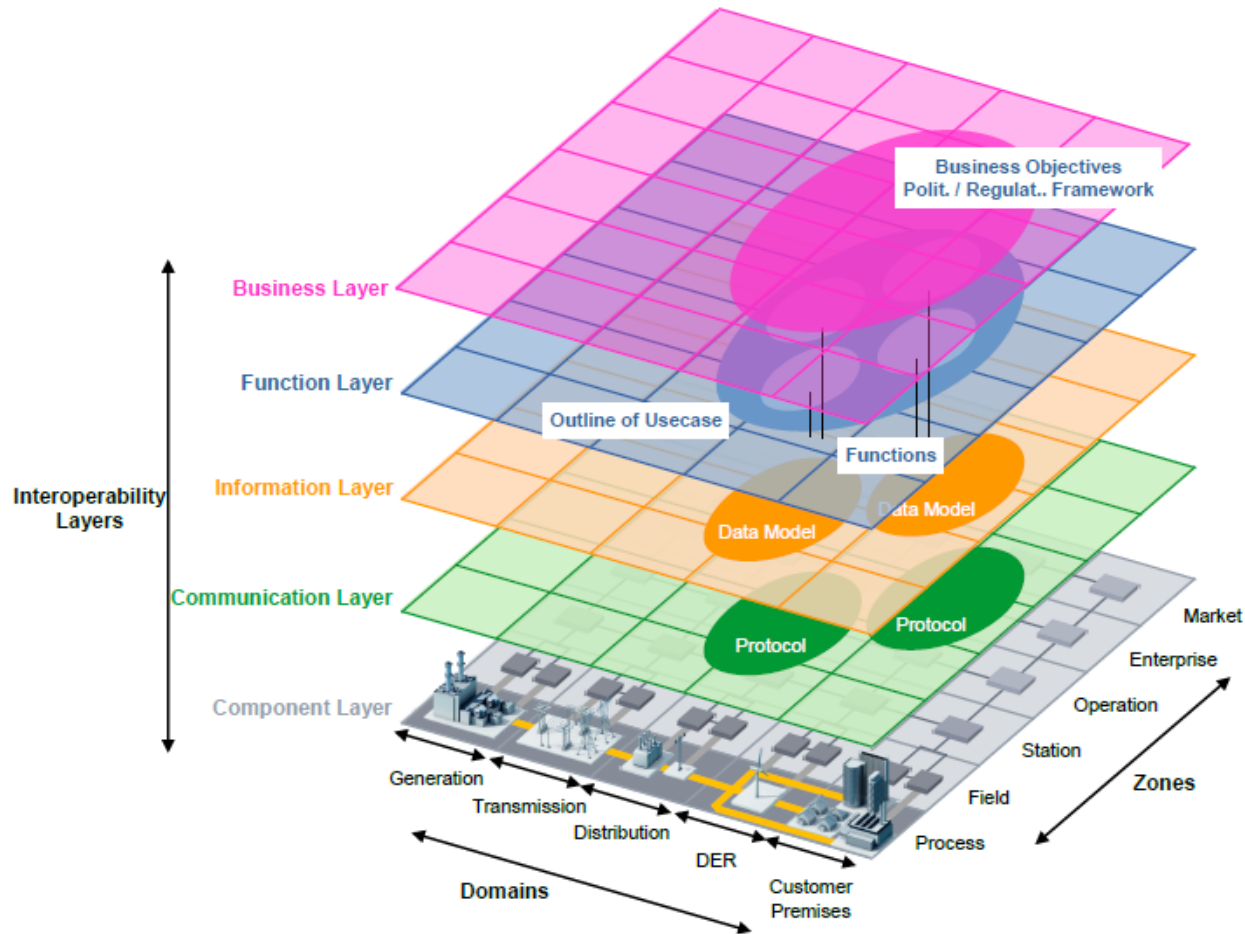 Business Objectives
Polit. / Regulat.. Framework
Business Layer
Function Layer
Outline of Usecase
Functions
Information Layer
Interoperability
Layers
Data Model
Data Model
Communication Layer
Protocol
Protocol
Component Layer
Market
Enterprise
Operation
Station
Field
Process
Zones
Generation
Transmission
Distribution
DER
Customer
Premises
Domains